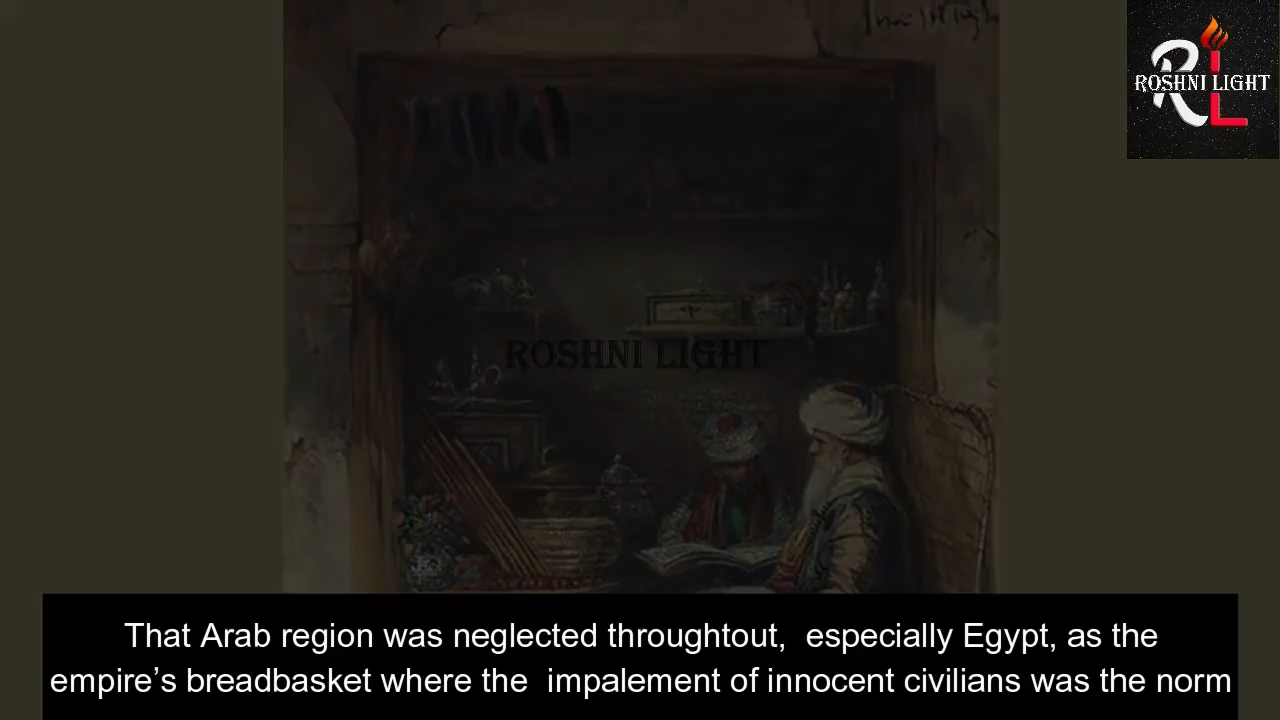 ROSHNI LIGHT
ROSHNI LIGHT
That Arab region was neglected throughtout,  especially Egypt, as the
empire’s breadbasket where the  impalement of innocent civilians was the norm